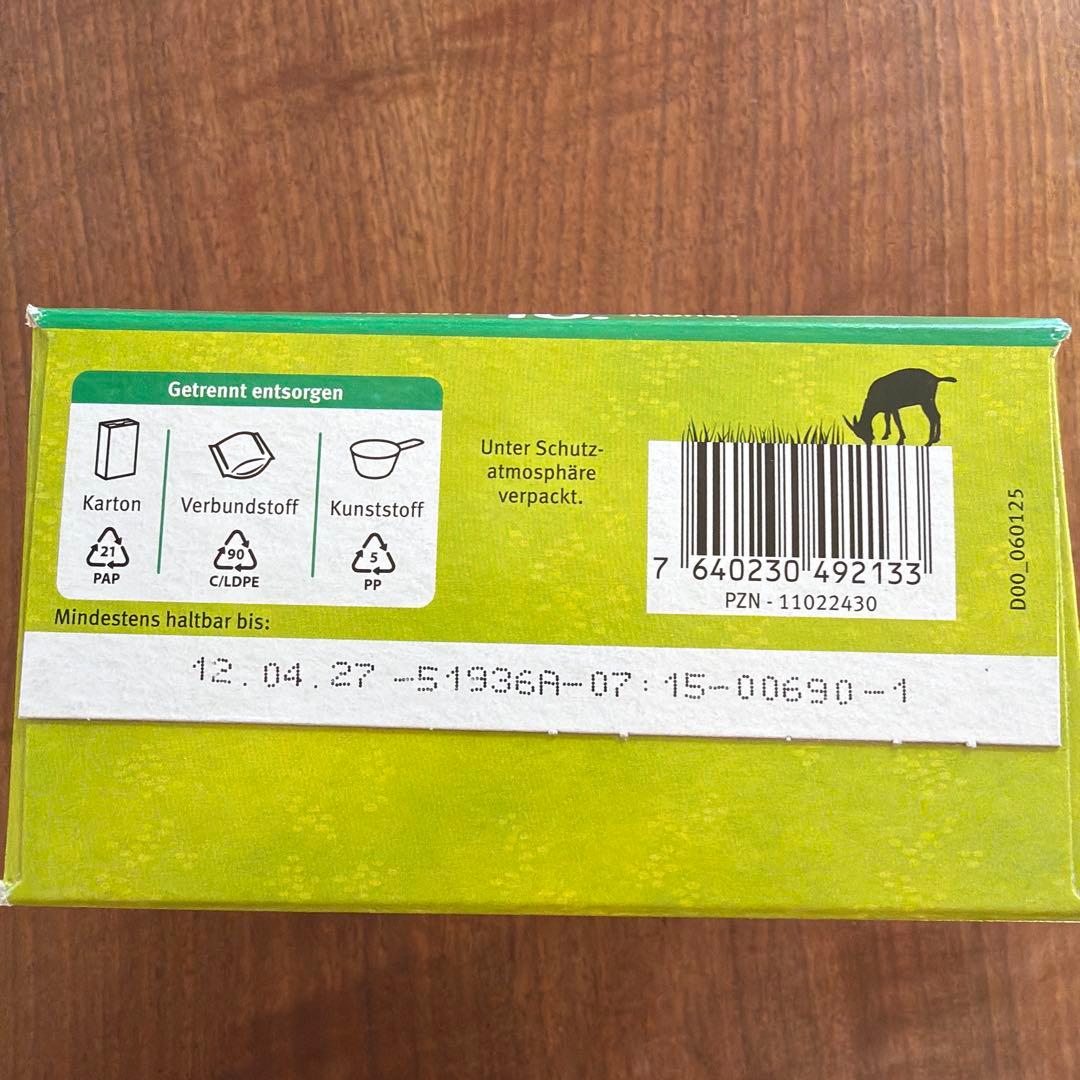 Getrennt entsorgen
Karton
Verbundstoff
Kunststoff
21
PAP
90
C/LDPE
5
PP
Unter Schutz-
atmosphäre
verpackt.
7 640230 492133
PZN - 11022430
D00_060125
Mindestens haltbar bis:
12.04.27 -51936A-07:15-00690-1